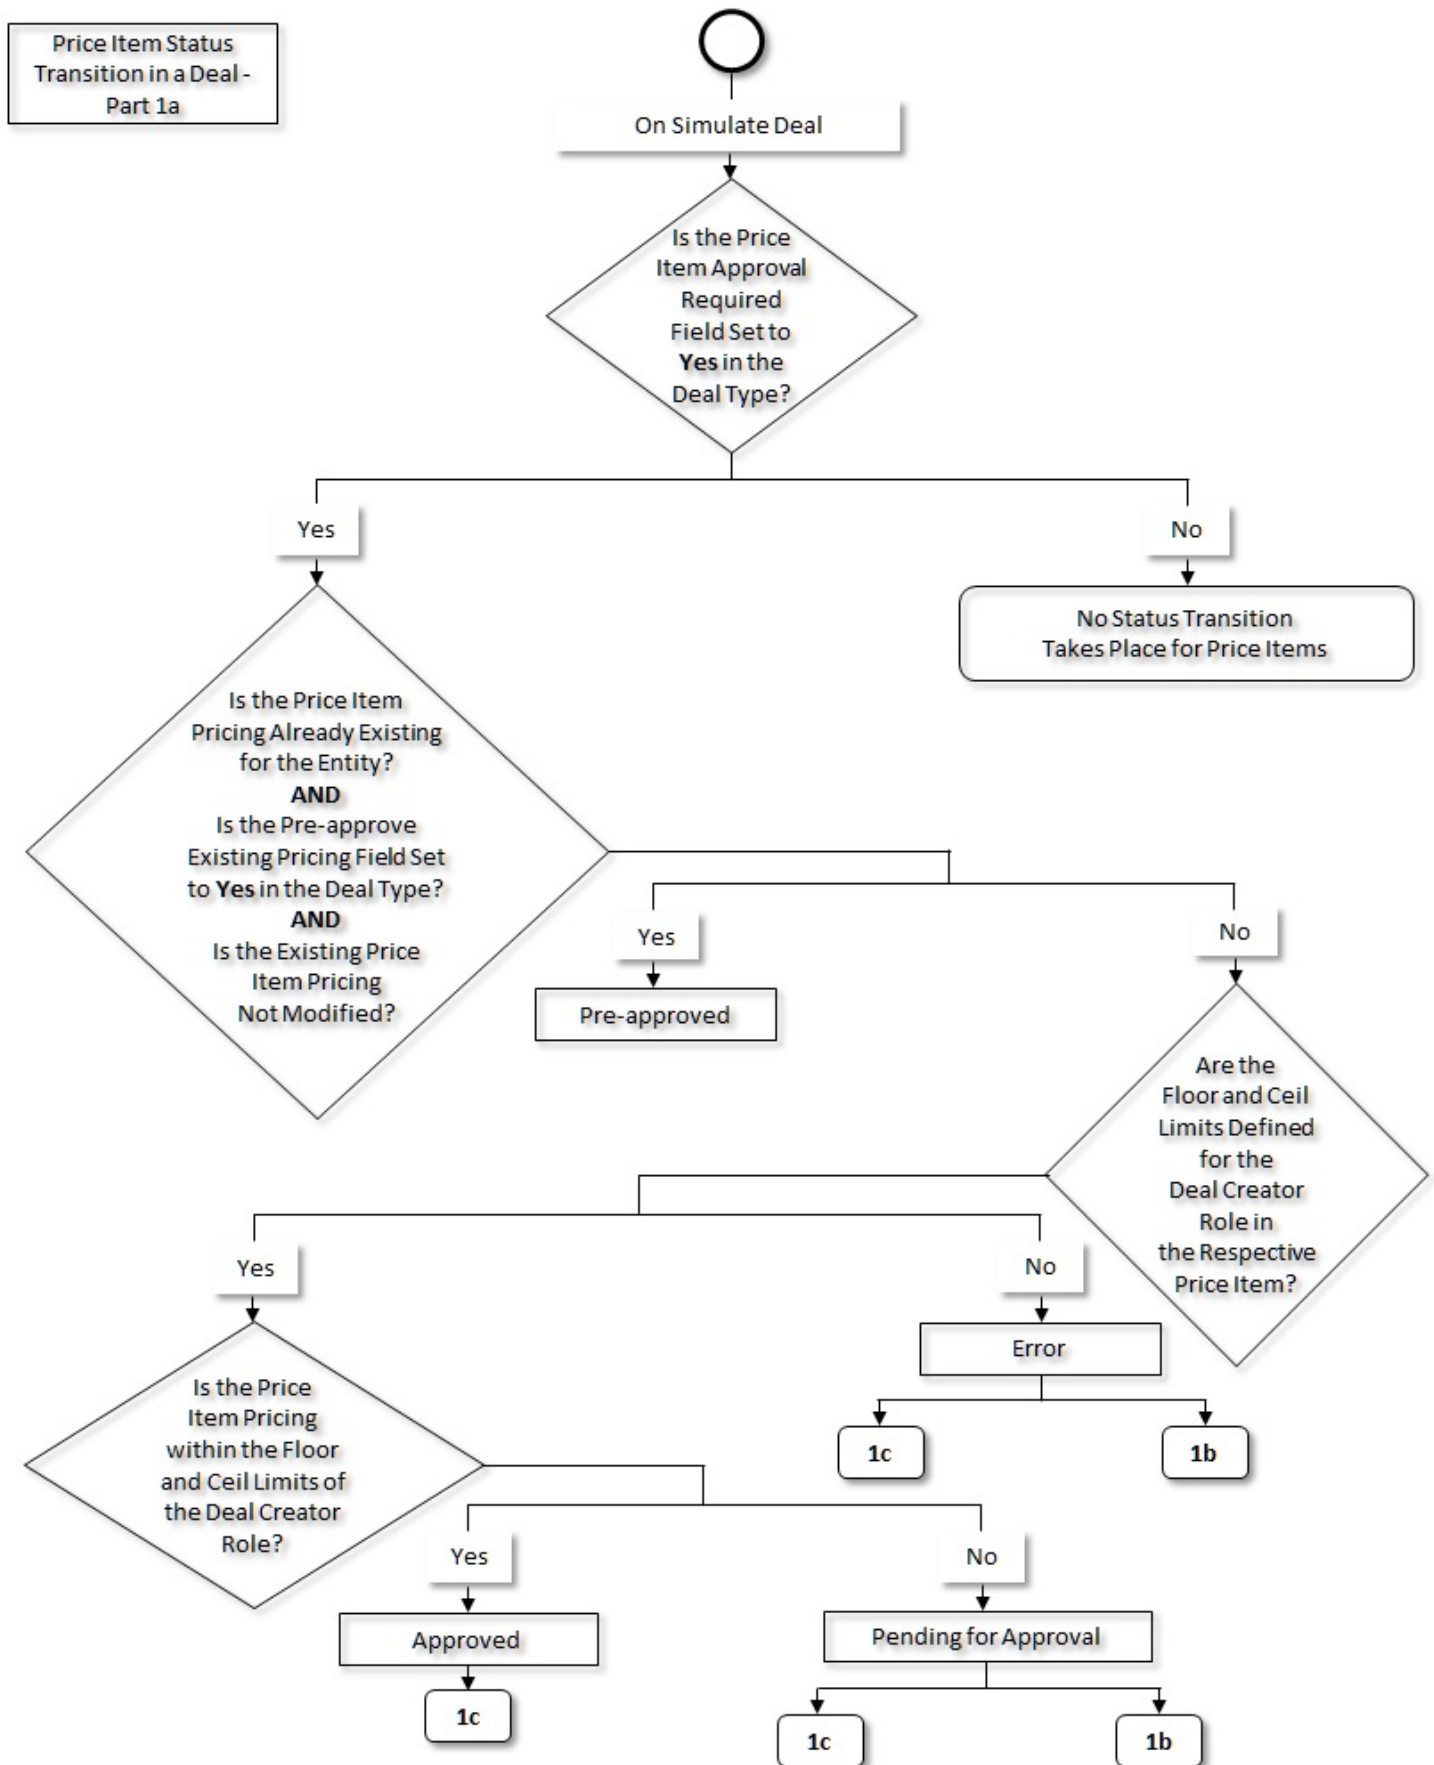 Price Item Status
Transition in a Deal -
Part 1a
On Simulate Deal
Is the Price
Item Approval
Required
Field Set to
Yes in the
Deal Type?
Yes
No
No Status Transition
Takes Place for Price Items
Is the Price Item
Pricing Already Existing
for the Entity?
AND
Is the Pre-approve
Existing Pricing Field Set
to Yes in the Deal Type?
AND
Is the Existing Price
Item Pricing
Not Modified?
Yes
No
Pre-approved
Are the
Floor and Ceil
Limits Defined
for the
Deal Creator
Role in
the Respective
Price Item?
Yes
No
Error
1c
1b
Is the Price
Item Pricing
within the Floor
and Ceil Limits of
the Deal Creator
Role?
Yes
No
Approved
Pending for Approval
1c
1c
1b